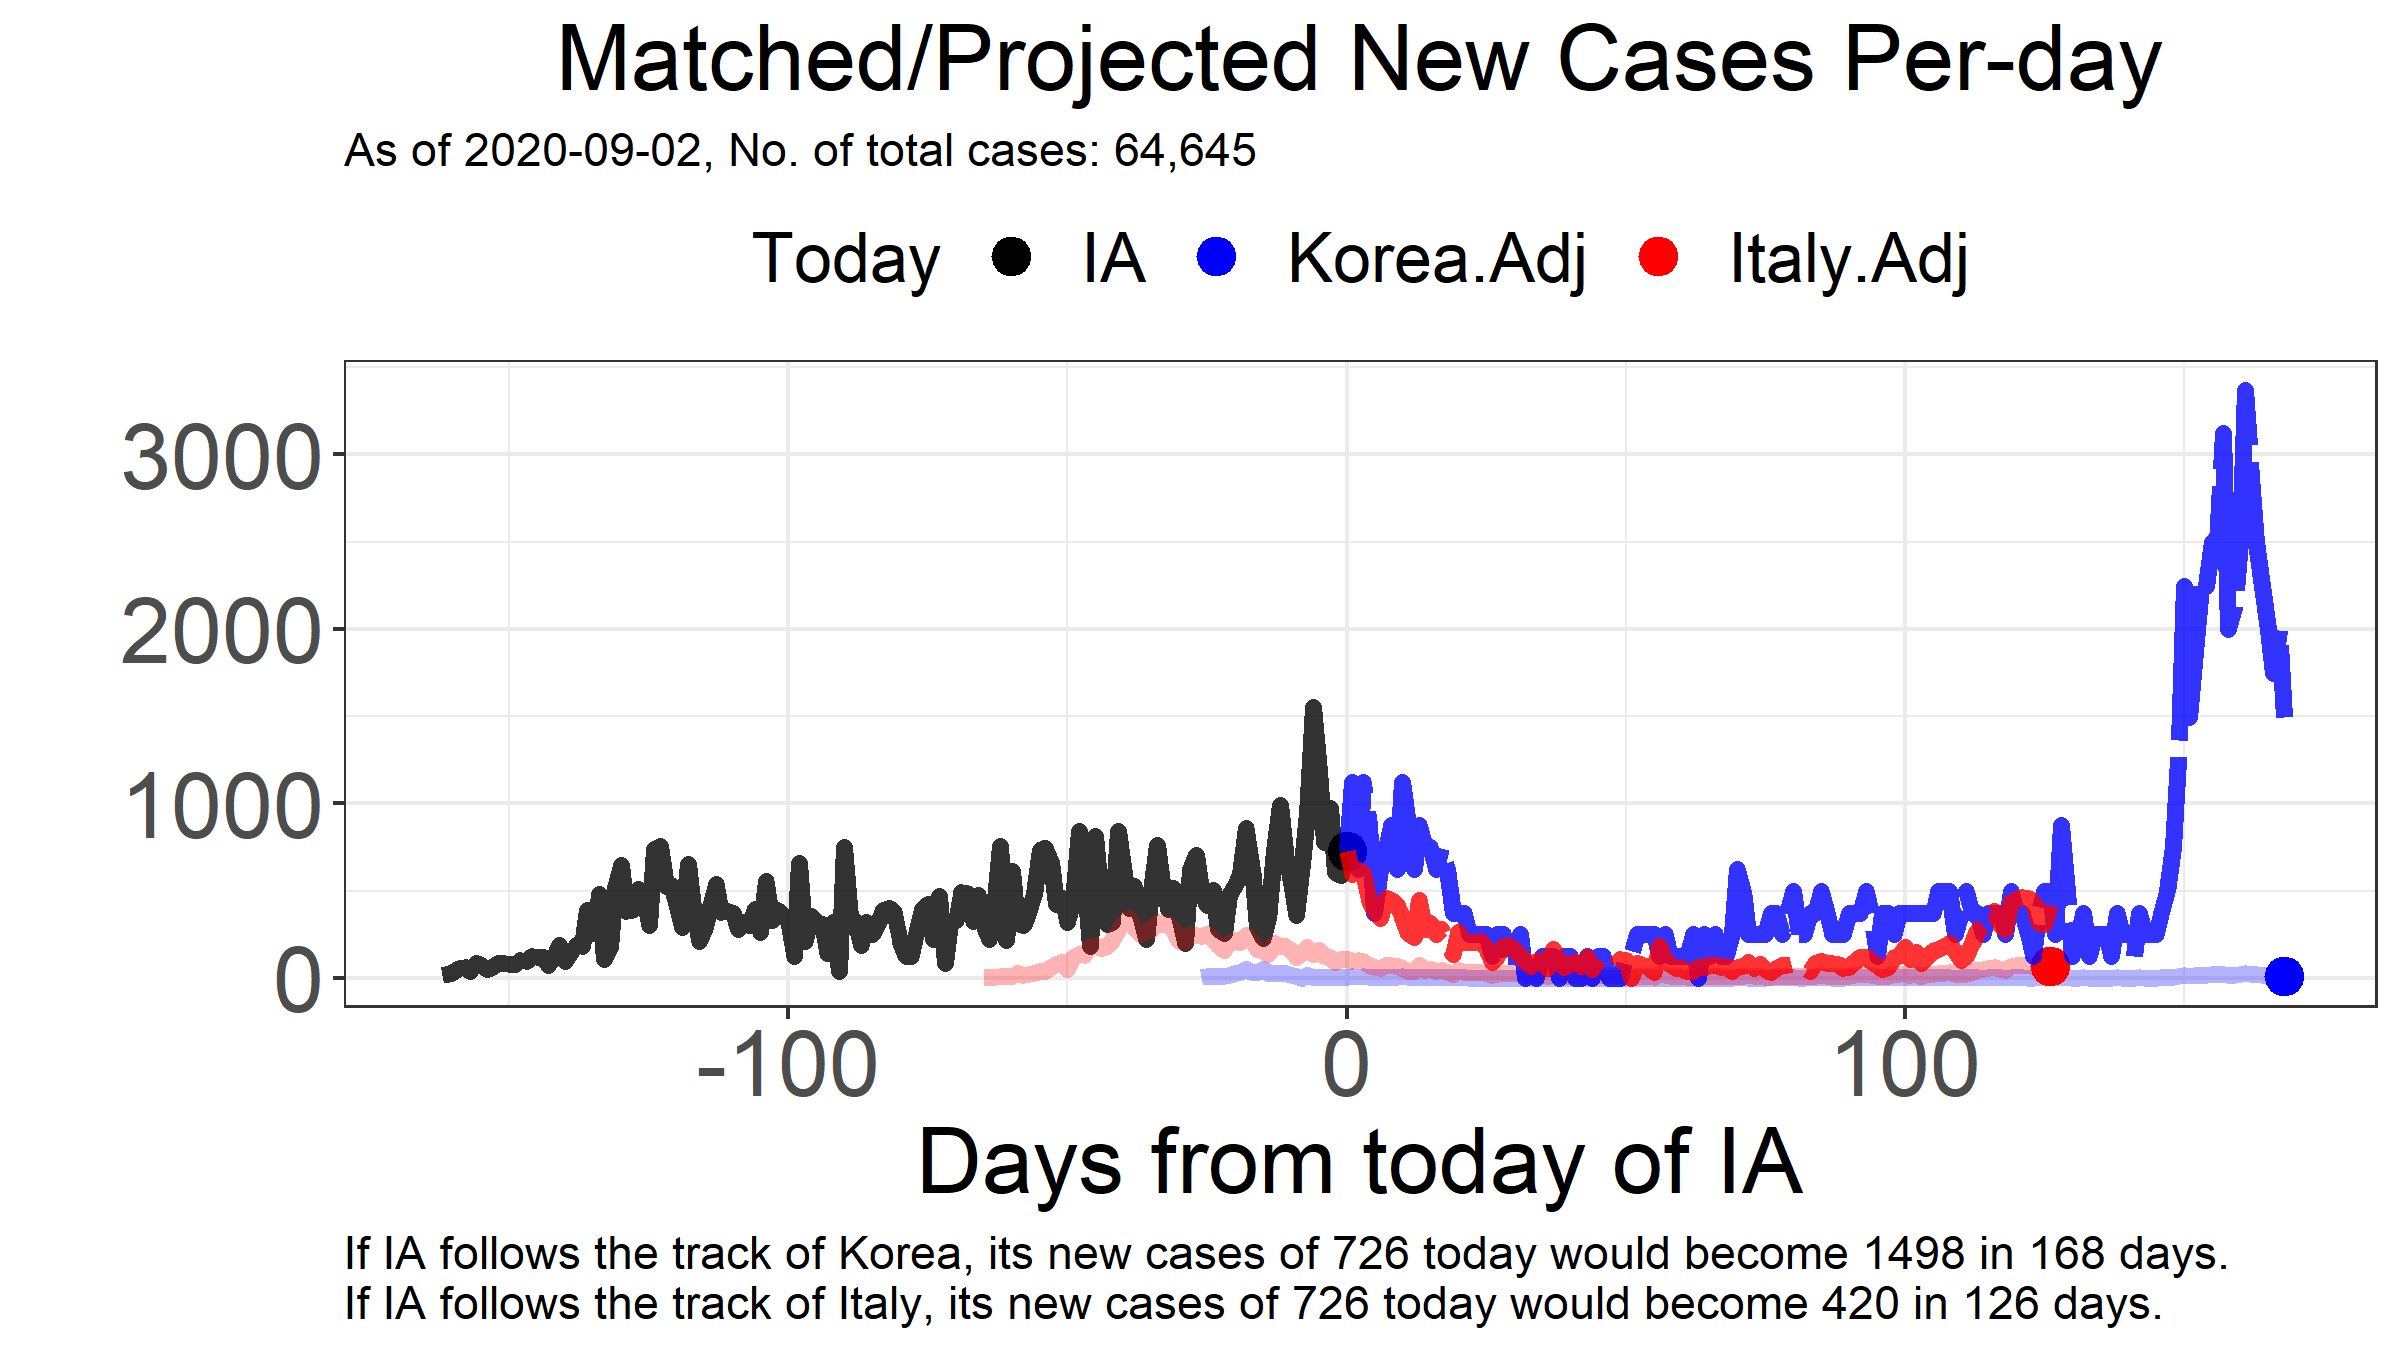 Matched/Projected New Cases Per-day
As of 2020-09-02, No. of total cases: 64,645
Today IA Korea.Adj Italy.Adj
3000
2000
1000
0
-100 0 100
Days from today of IA
If IA follows the track of Korea, its new cases of 726 today would become 1498 in 168 days.
If IA follows the track of Italy, its new cases of 726 today would become 420 in 126 days.